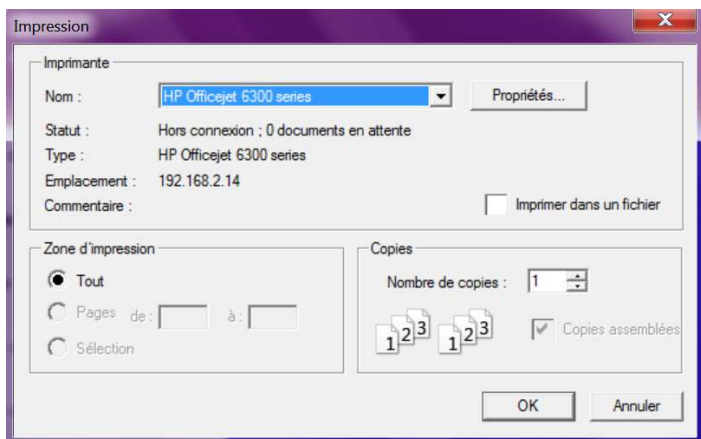 Impression
Imprimante
Nom : HP Officejet 6300 series Propriétés...
Statut : Hors connexion ; 0 documents en attente
Type : HP Officejet 6300 series
Emplacement : 192.168.2.14
Commentaire : Imprimer dans un fichier
Zone d'impression
Tout
Pages de : à :
Sélection
Copies
Nombre de copies : 1
1 2 3 1 2 3
Copies assemblées
OK Annuler